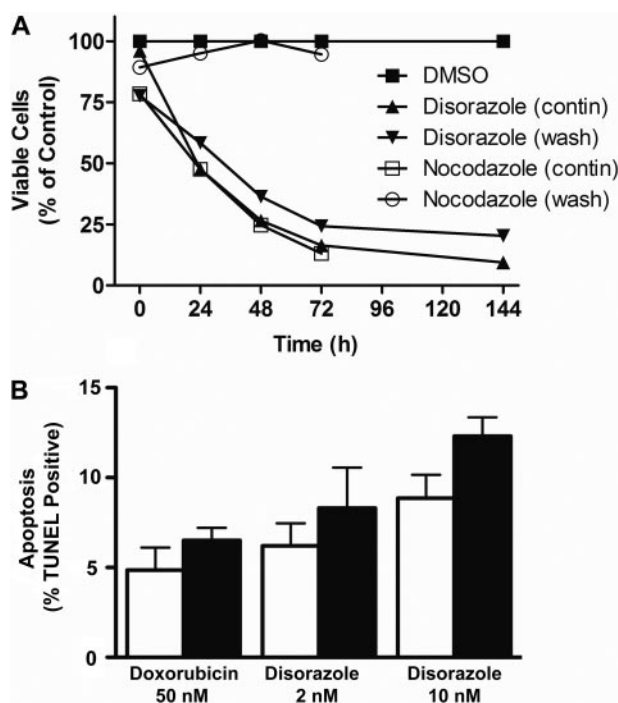 A
Viable Cells
(% of Control)
100
75
50
25
0
DMSO
Disorazole (contin)
Disorazole (wash)
Nocodazole (contin)
Nocodazole (wash)
0 24 48 72 96 120 144
Time (h)
B
Apoptosis
(% TUNEL Positive)
15
10
5
0
Doxorubicin Disorazole Disorazole
50 nM 2 nM 10 nM